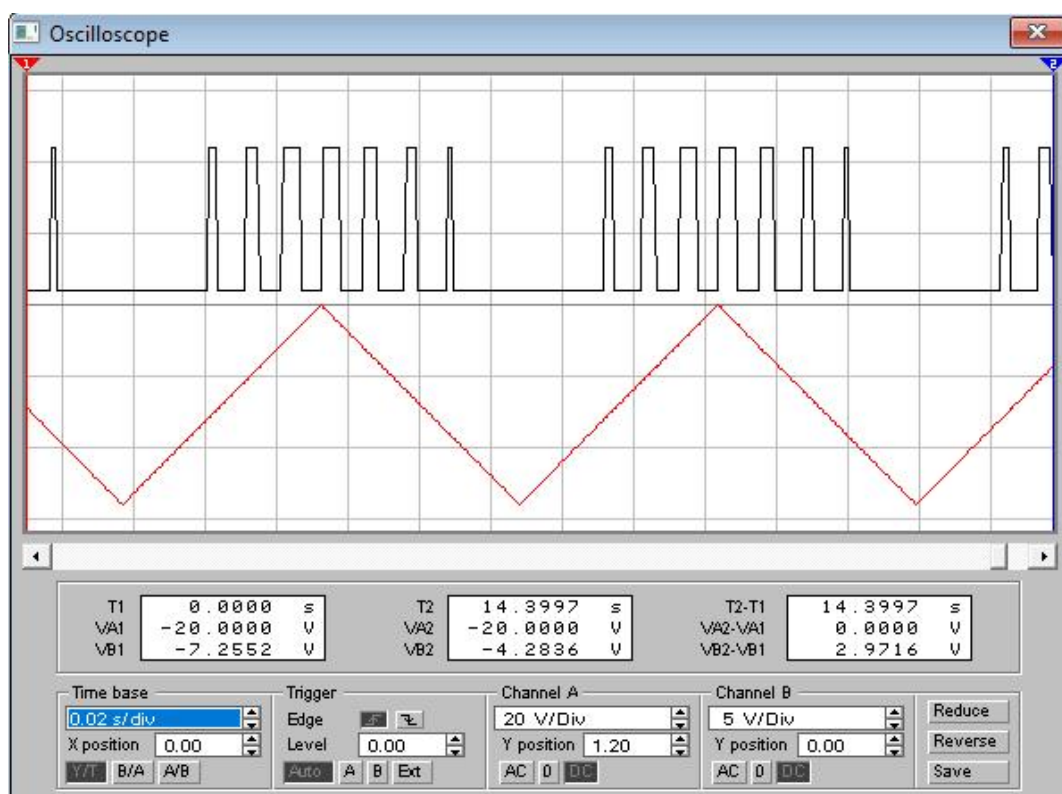 Oscilloscope
1 2
T1 0.0000 s T2 14.3997 s T2-T1 14.3997 s
VA1 -20.0000 V VA2 -20.0000 V VA2-VA1 0.0000 V
VB1 -7.2552 V VB2 -4.2836 V VB2-VB1 2.9716 V
Time base Trigger Channel A Channel B
0.02 s/div Edge 20 V/Div 5 V/Div Reduce
X position 0.00 Level 0.00 Y position 1.20 Y position 0.00 Reverse
Y/T B/A A/B Auto A B Ext AC 0 DC AC 0 DC Save